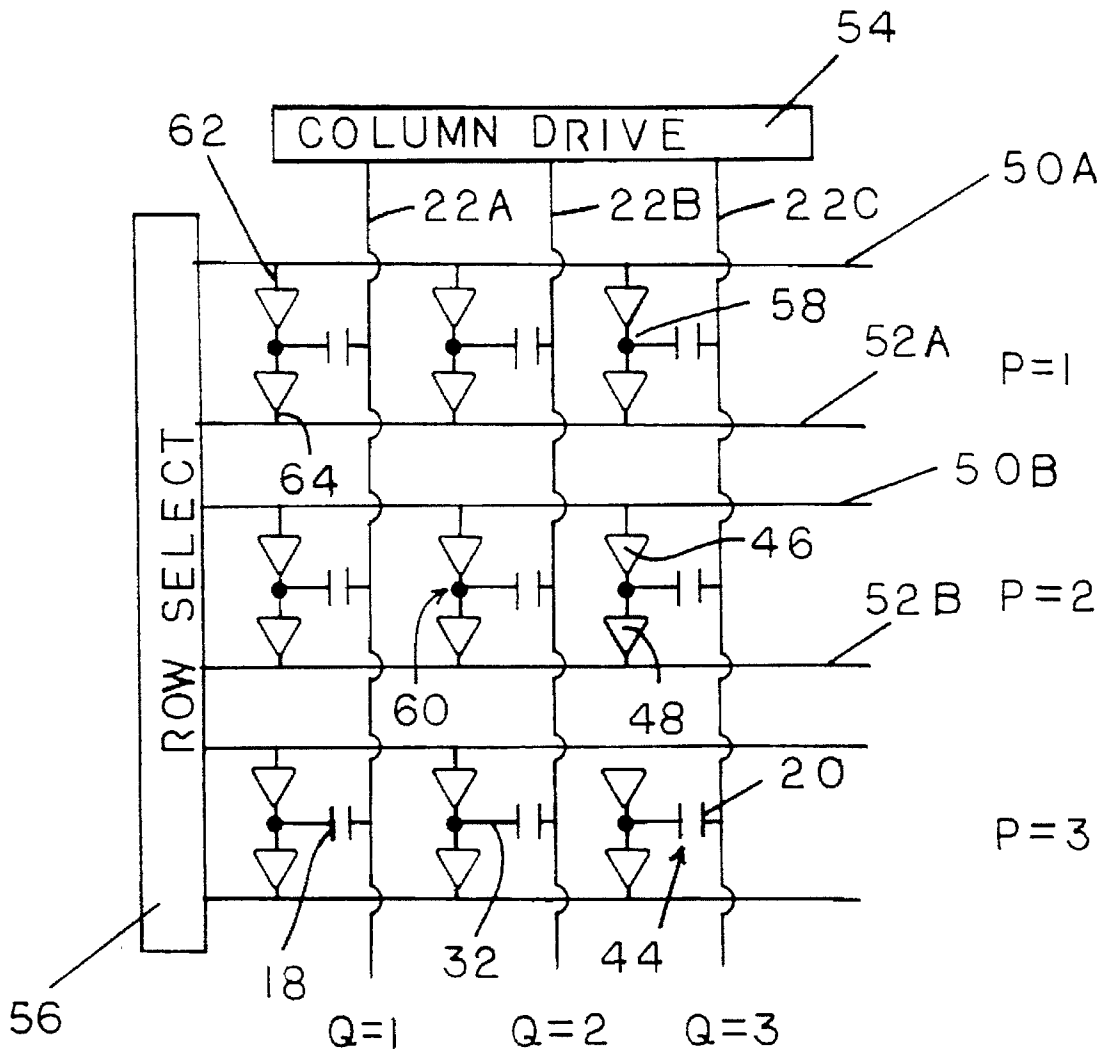 54
COLUMN DRIVE
62
50A
22A
22B
22C
58
52A
P=1
64
50B
ROW SELECT
46
52B
P=2
60
48
20
P=3
18
32
44
56
Q=1
Q=2
Q=3